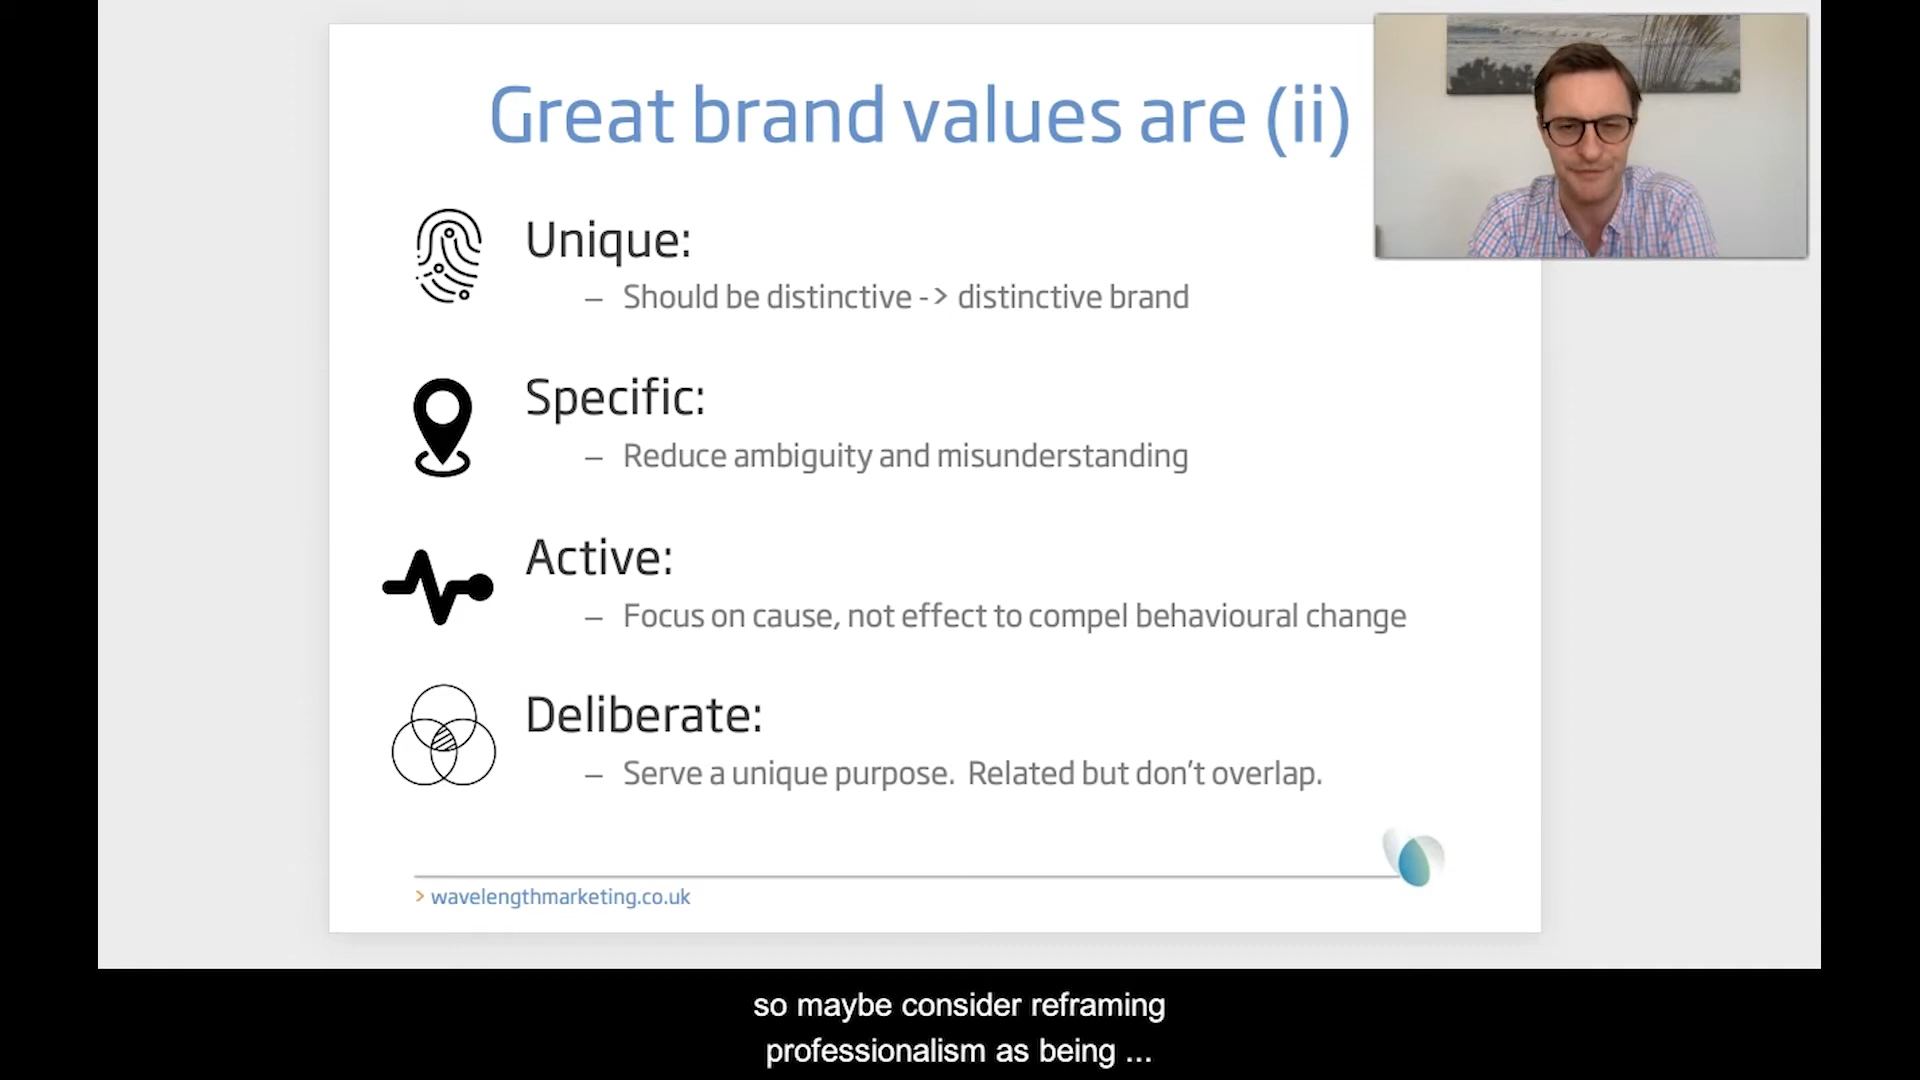 Great brand values are (ii)
Unique:
– Should be distinctive -> distinctive brand
Specific:
– Reduce ambiguity and misunderstanding
Active:
– Focus on cause, not effect to compel behavioural change
Deliberate:
– Serve a unique purpose.  Related but don't overlap.
> wavelengthmarketing.co.uk
so maybe consider reframing
professionalism as being ...